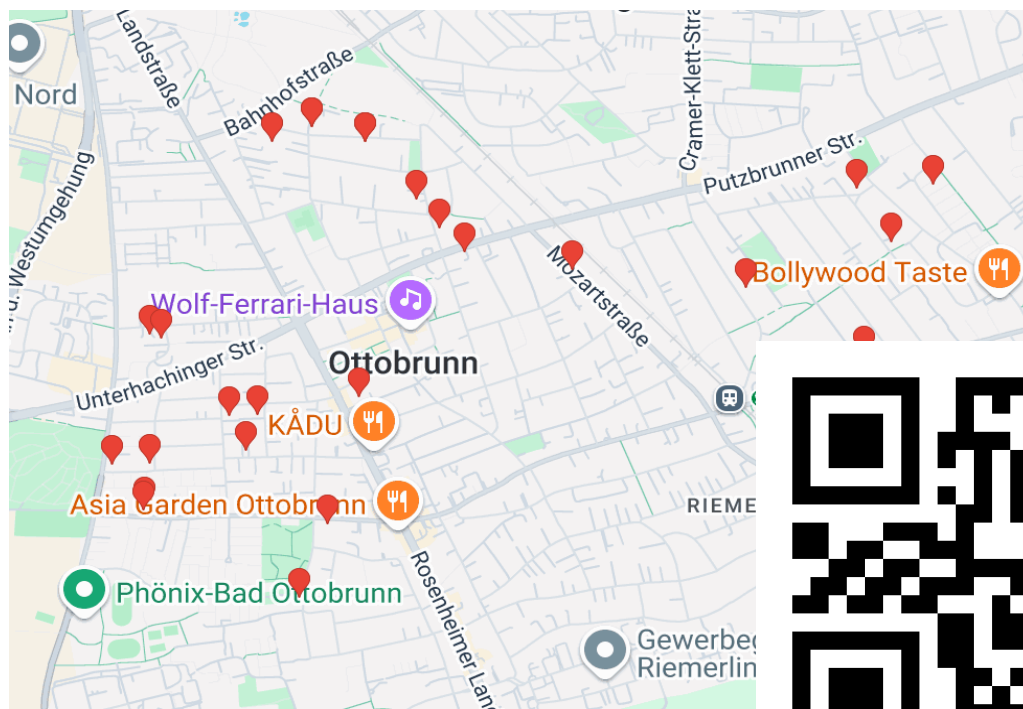 Landstraße
Cramer-Klett-Stra
Nord
Bahnhofstraße
Putzbrunner Str.
d. Westumgehung
Mozartstraße
Bollywood Taste
Wolf-Ferrari-Haus
Ottobrunn
Unterhachinger Str.
KÅDU
Asia Garden Ottobrunn
RIEME
Phönix-Bad Ottobrunn
Rosenheimer Land
Gewerbeg
Riemerlin